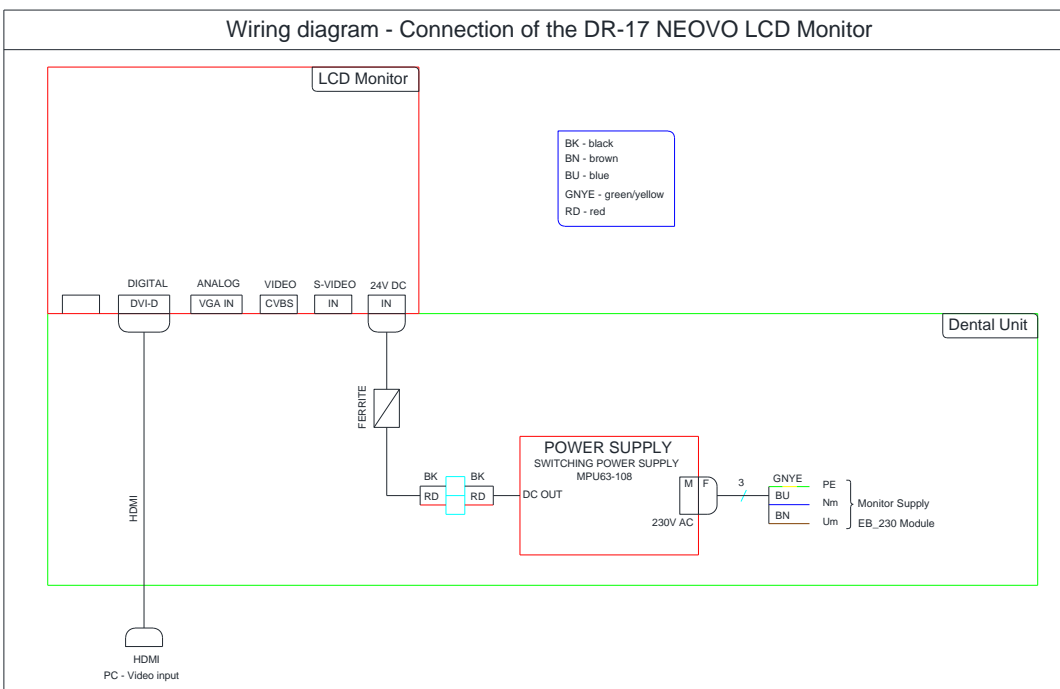 Wiring diagram - Connection of the DR-17 NEOVO LCD Monitor
LCD Monitor
BK - black
BN - brown
BU - blue
GNYE - green/yellow
RD - red
DIGITAL
ANALOG
VIDEO
S-VIDEO
24V DC
DVI-D
VGA IN
CVBS
IN
IN
Dental Unit
FERRITE
POWER SUPPLY
SWITCHING POWER SUPPLY
MPU63-108
BK
BK
RD
RD
DC OUT
M
F
230V AC
3
GNYE
PE
BU
Nm
BN
Um
Monitor Supply
EB_230 Module
HDMI
HDMI
PC - Video input